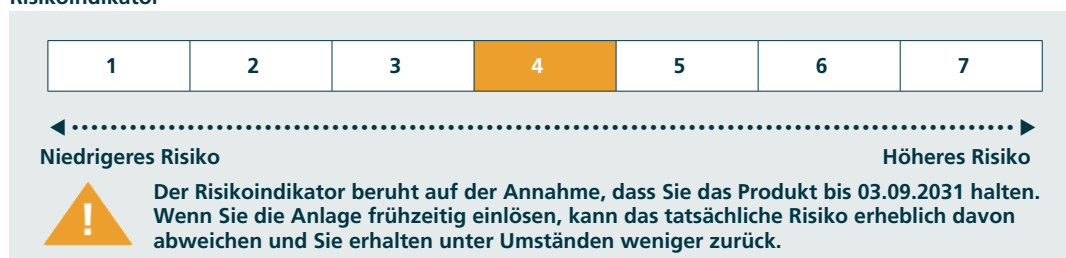 Risikoindikator
1 2 3 4 5 6 7
Niedrigeres Risiko Höheres Risiko
Der Risikoindikator beruht auf der Annahme, dass Sie das Produkt bis 03.09.2031 halten.
Wenn Sie die Anlage frühzeitig einlösen, kann das tatsächliche Risiko erheblich davon
abweichen und Sie erhalten unter Umständen weniger zurück.